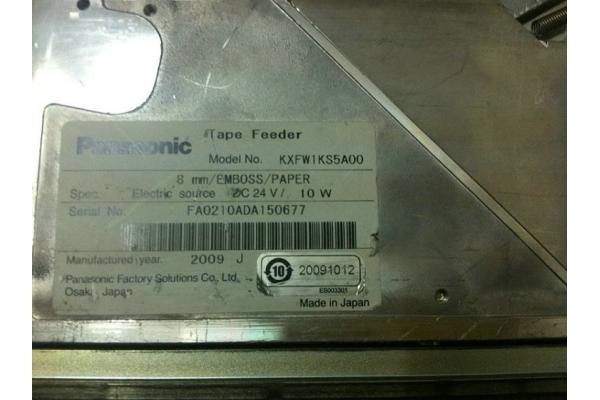 Panasonic
Tape Feeder
Model No. KXFW1KS5A00
8 mm/EMBOSS/PAPER
Spec. Electric source DC 24 V/ 10 W
Serial No. FA0210ADA150677
Manufactured year. 2009 J
Panasonic Factory Solutions Co., Ltd.
Osaka, Japan
10 20091012
ES003301
Made in Japan